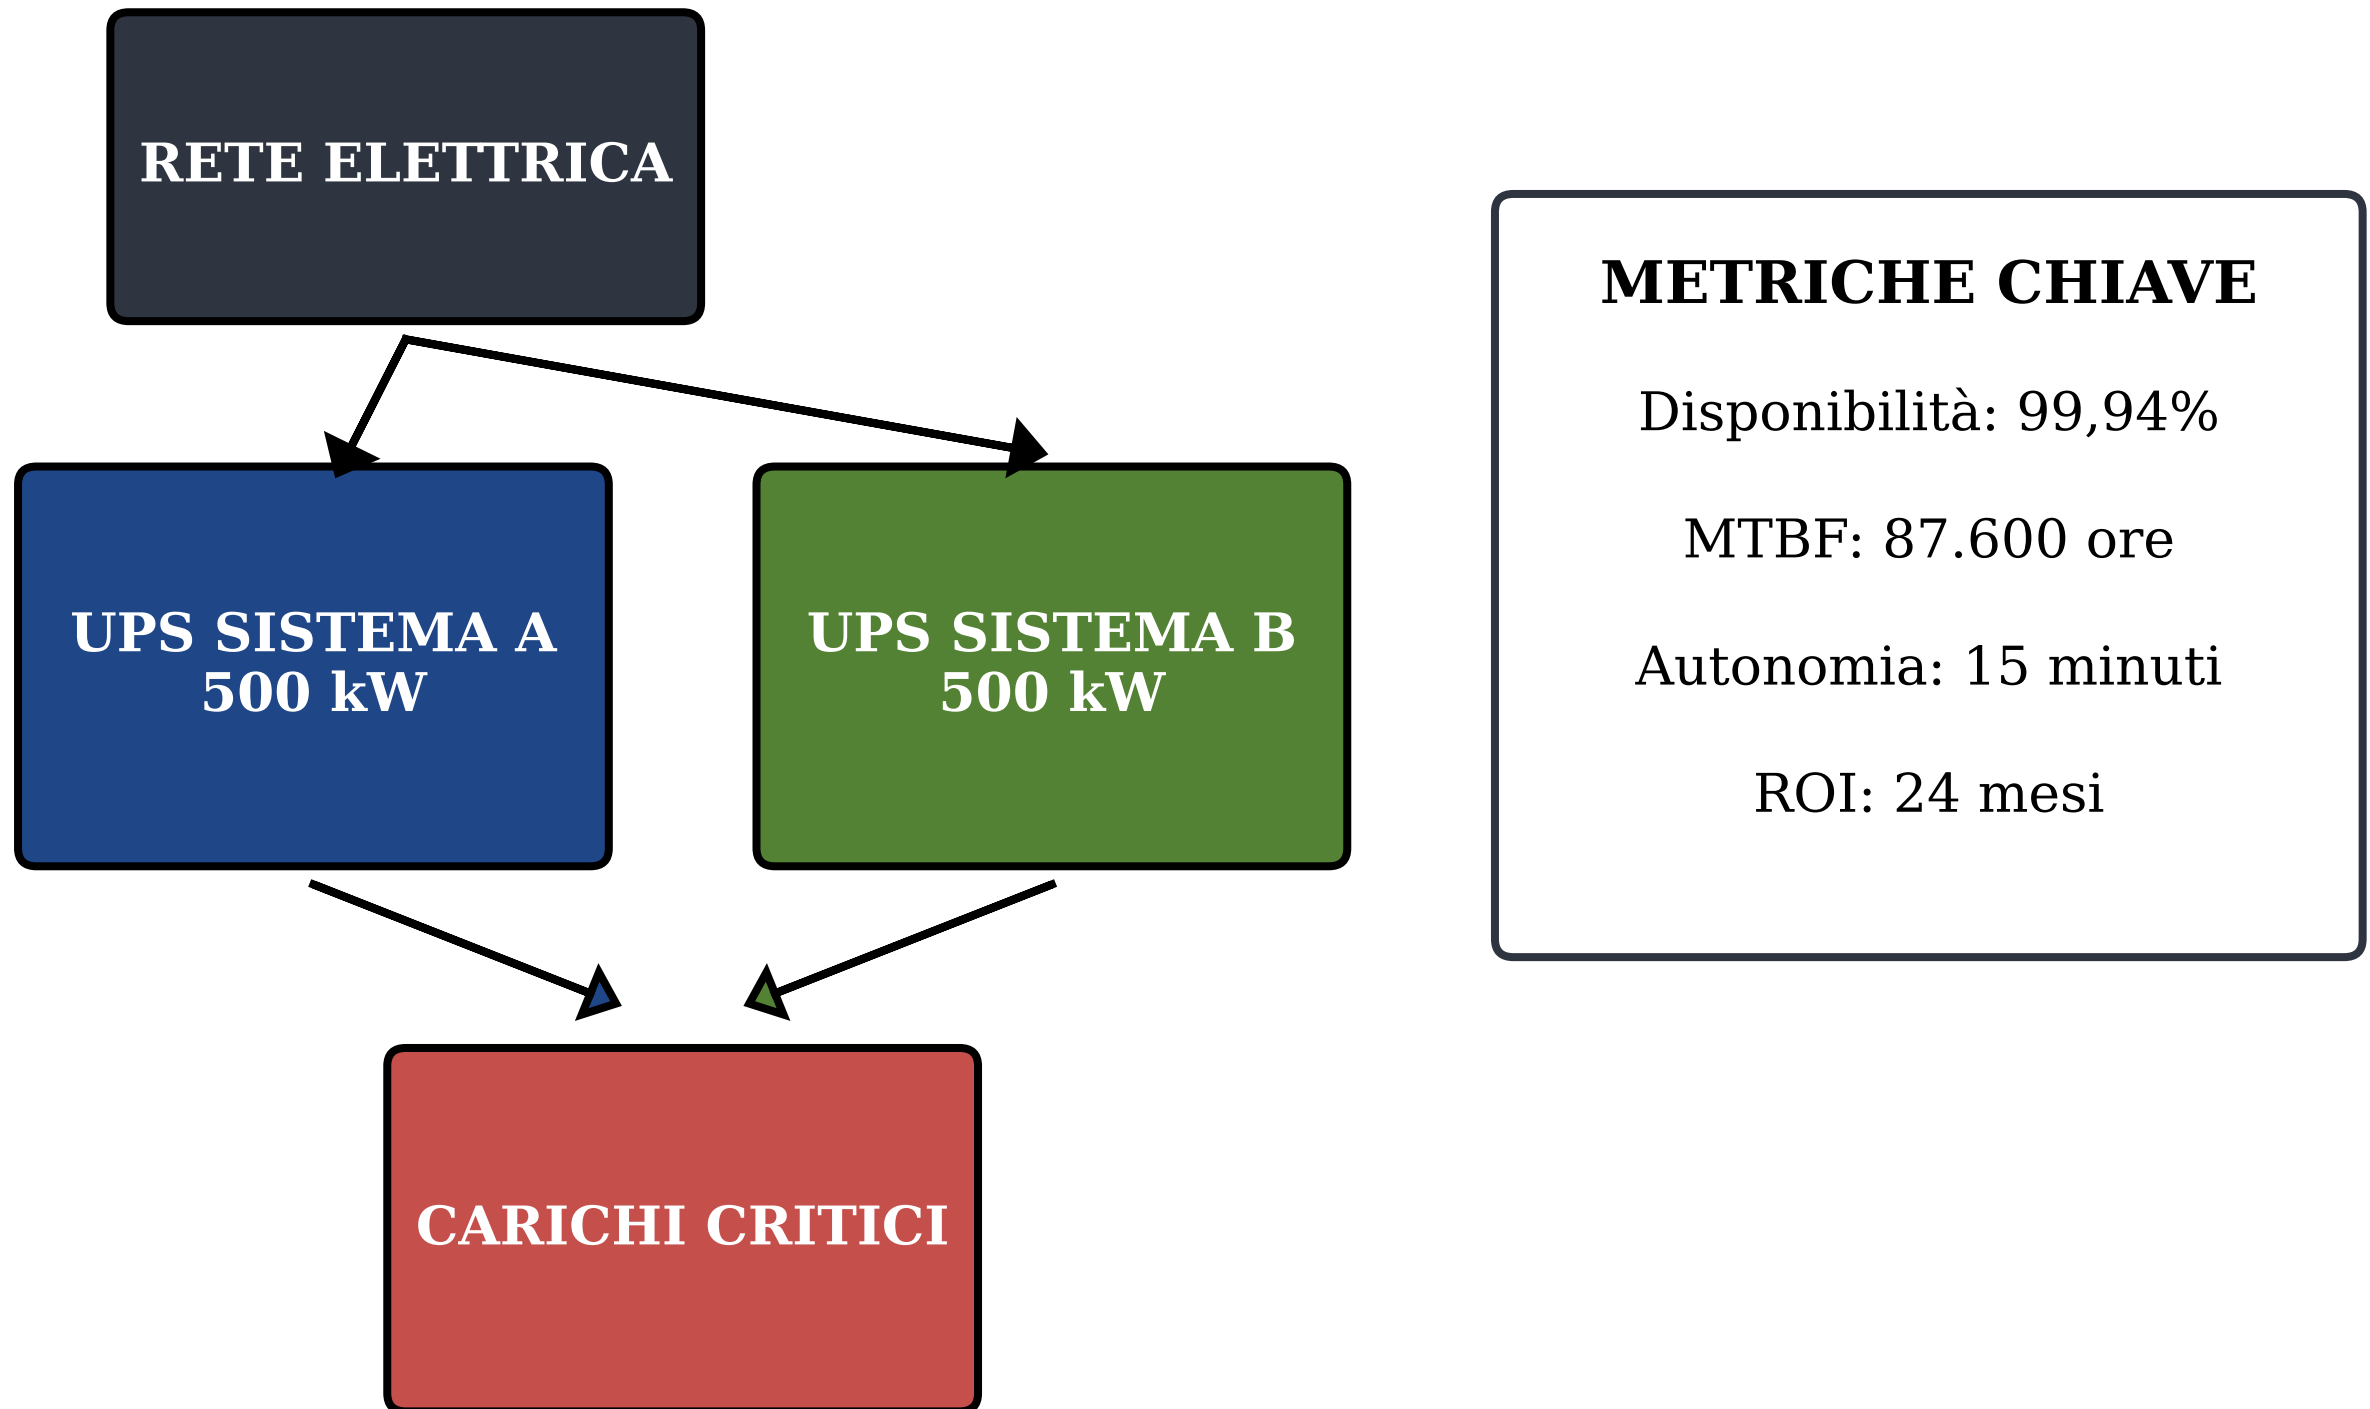 RETE ELETTRICA
UPS SISTEMA A
500 kW
UPS SISTEMA B
500 kW
CARICHI CRITICI
METRICHE CHIAVE
Disponibilità: 99,94%
MTBF: 87.600 ore
Autonomia: 15 minuti
ROI: 24 mesi